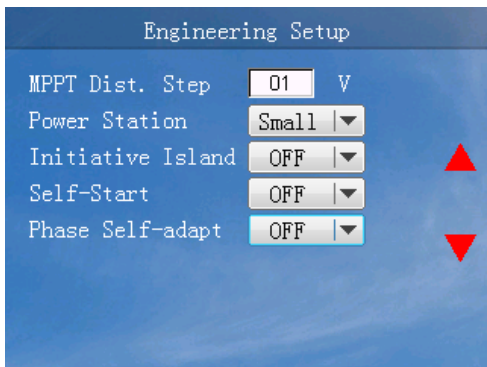 Engineering Setup
MPPT Dist. Step 01 V
Power Station Small
Initiative Island OFF
Self-Start OFF
Phase Self-adapt OFF